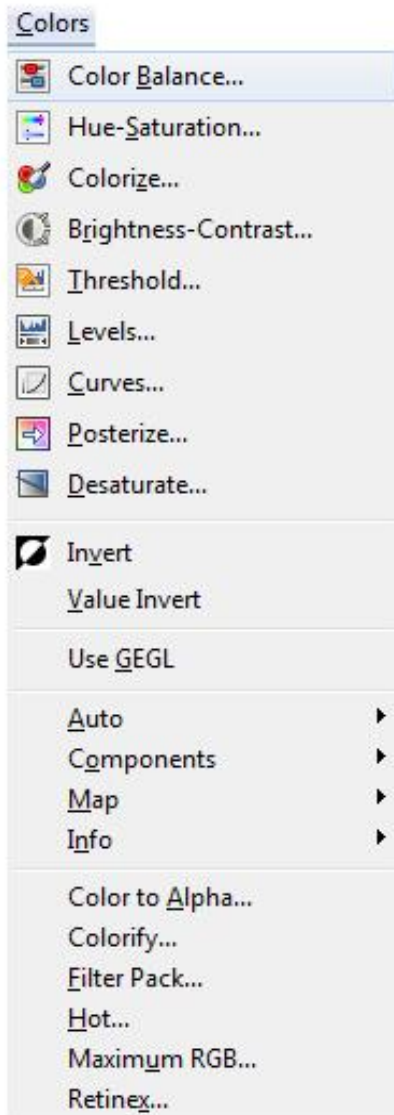 Colors
Color Balance...
Hue-Saturation...
Colorize...
Brightness-Contrast...
Threshold...
Levels...
Curves...
Posterize...
Desaturate...
Invert
Value Invert
Use GEGL
Auto
Components
Map
Info
Color to Alpha...
Colorify...
Filter Pack...
Hot...
Maximum RGB...
Retinex...